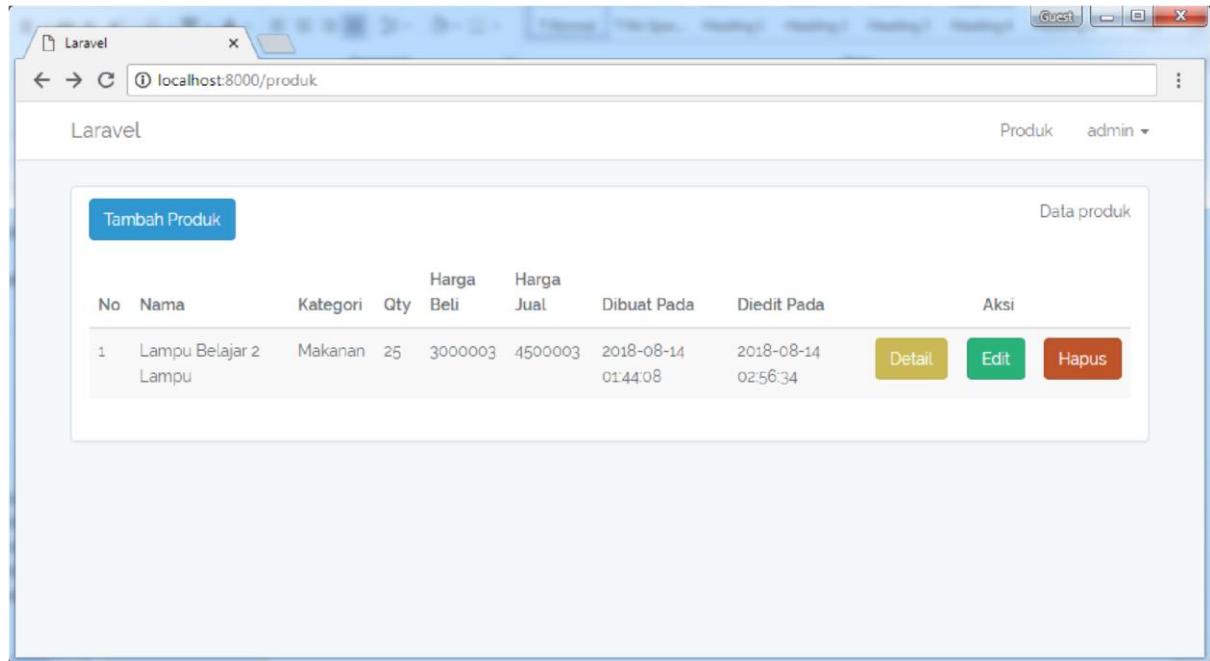 Guest
Laravel
localhost:8000/produk
Laravel Produk admin
Tambah Produk Data produk
No Nama Kategori Qty Harga Beli Harga Jual Dibuat Pada Diedit Pada Aksi
1 Lampu Belajar 2 Makanan 25 3000003 4500003 2018-08-14 2018-08-14 Detail Edit Hapus
Lampu 01:44:08 02:56:34